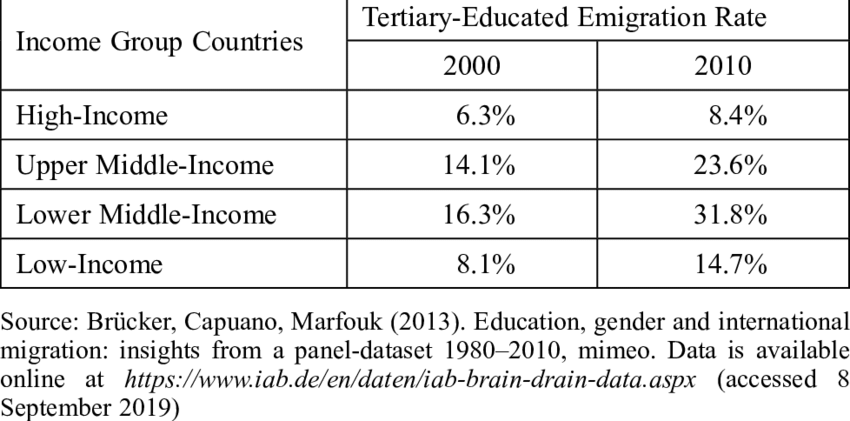 Income Group Countries Tertiary-Educated Emigration Rate
2000 2010
High-Income 6.3% 8.4%
Upper Middle-Income 14.1% 23.6%
Lower Middle-Income 16.3% 31.8%
Low-Income 8.1% 14.7%
Source: Brücker, Capuano, Marfouk (2013). Education, gender and international
migration: insights from a panel-dataset 1980–2010, mimeo. Data is available
online at https://www.iab.de/en/daten/iab-brain-drain-data.aspx (accessed 8
September 2019)